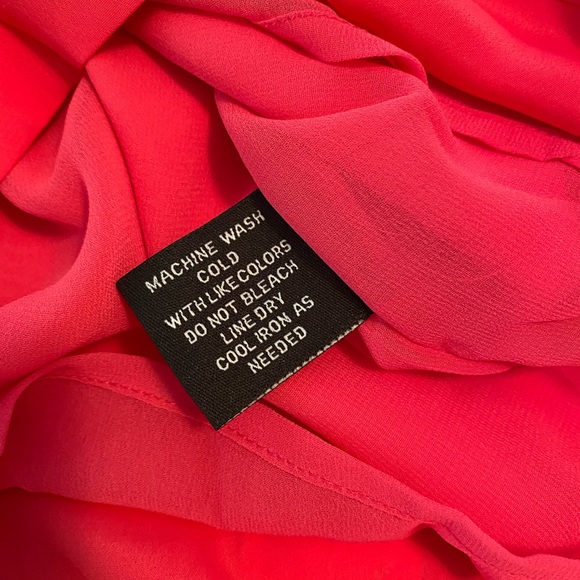 MACHINE WASH
COLD
WITH LIKE COLORS
DO NOT BLEACH
LINE DRY
COOL IRON AS
NEEDED